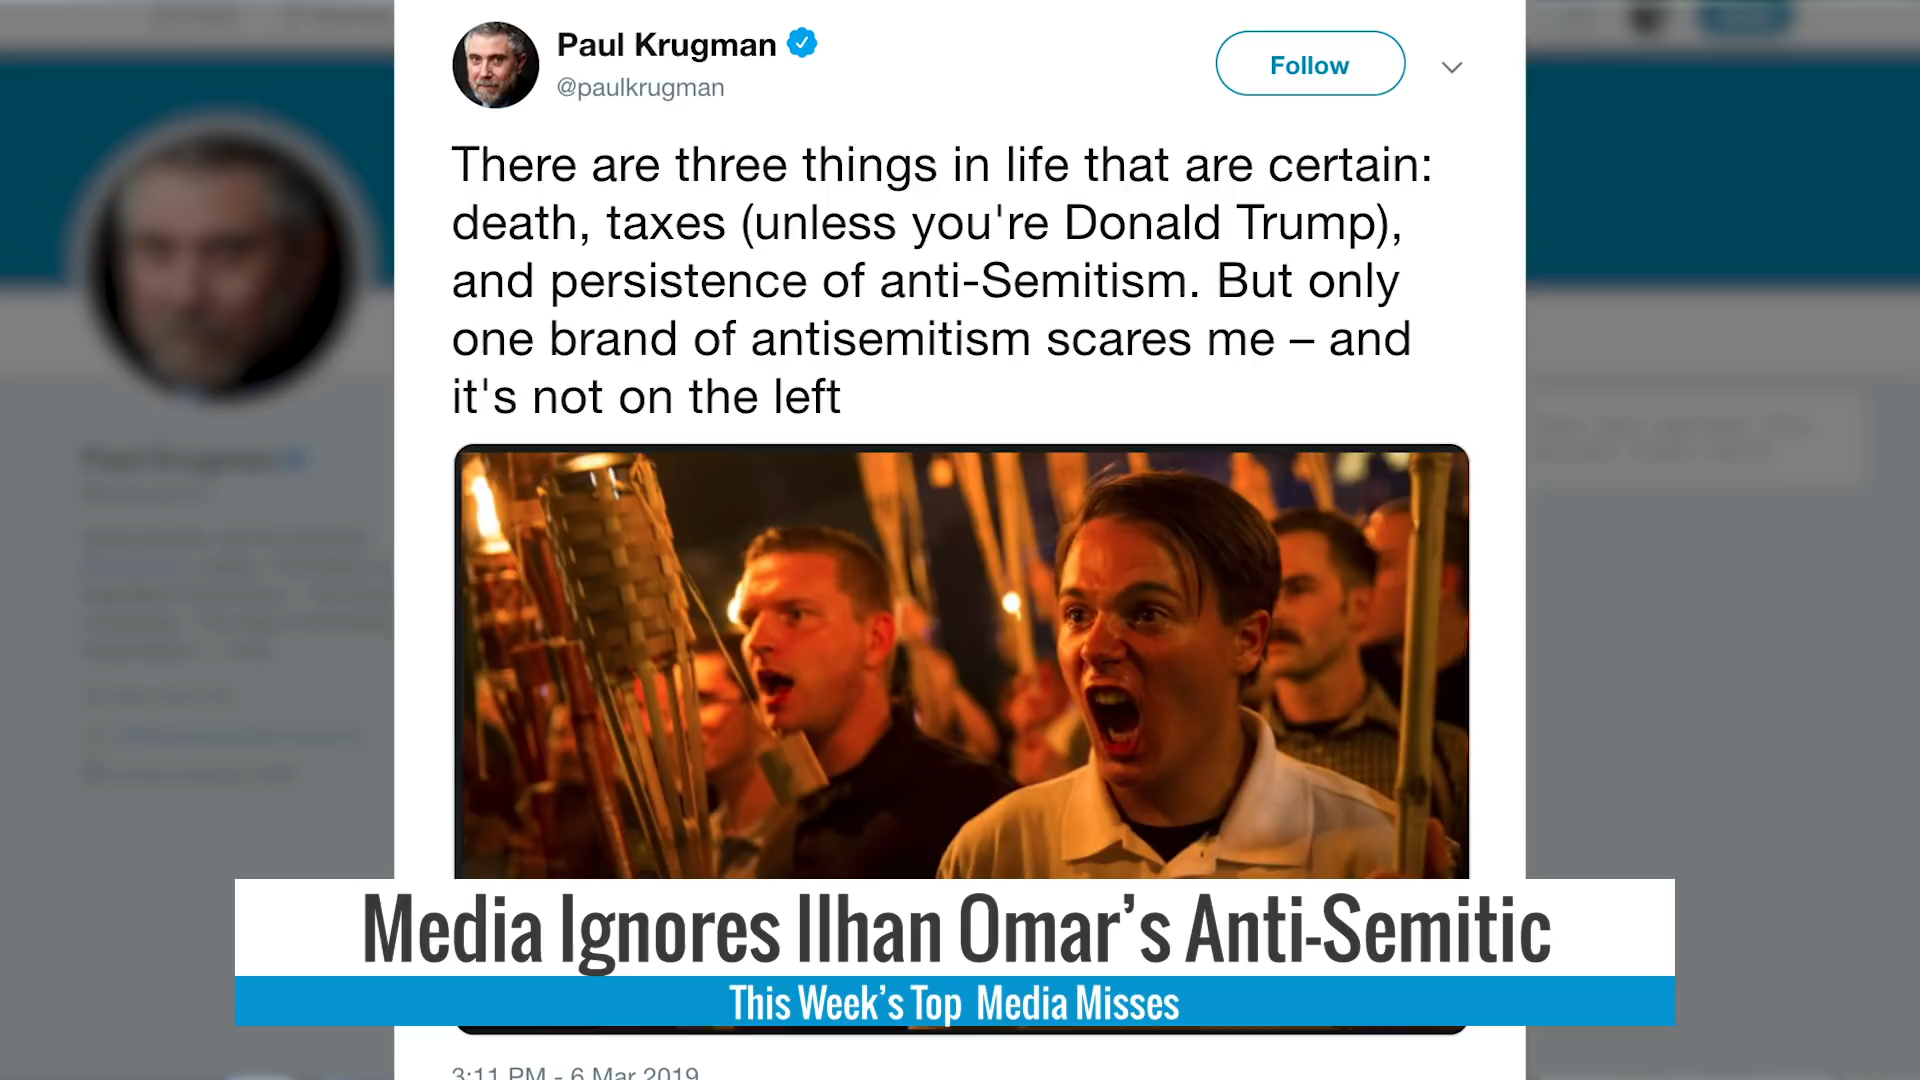 Paul Krugman
@paulkrugman
Follow
There are three things in life that are certain:
death, taxes (unless you're Donald Trump),
and persistence of anti-Semitism. But only
one brand of antisemitism scares me – and
it's not on the left
Media Ignores Ilhan Omar’s Anti-Semitic
This Week’s Top Media Misses
3:11 PM - 6 Mar 2019